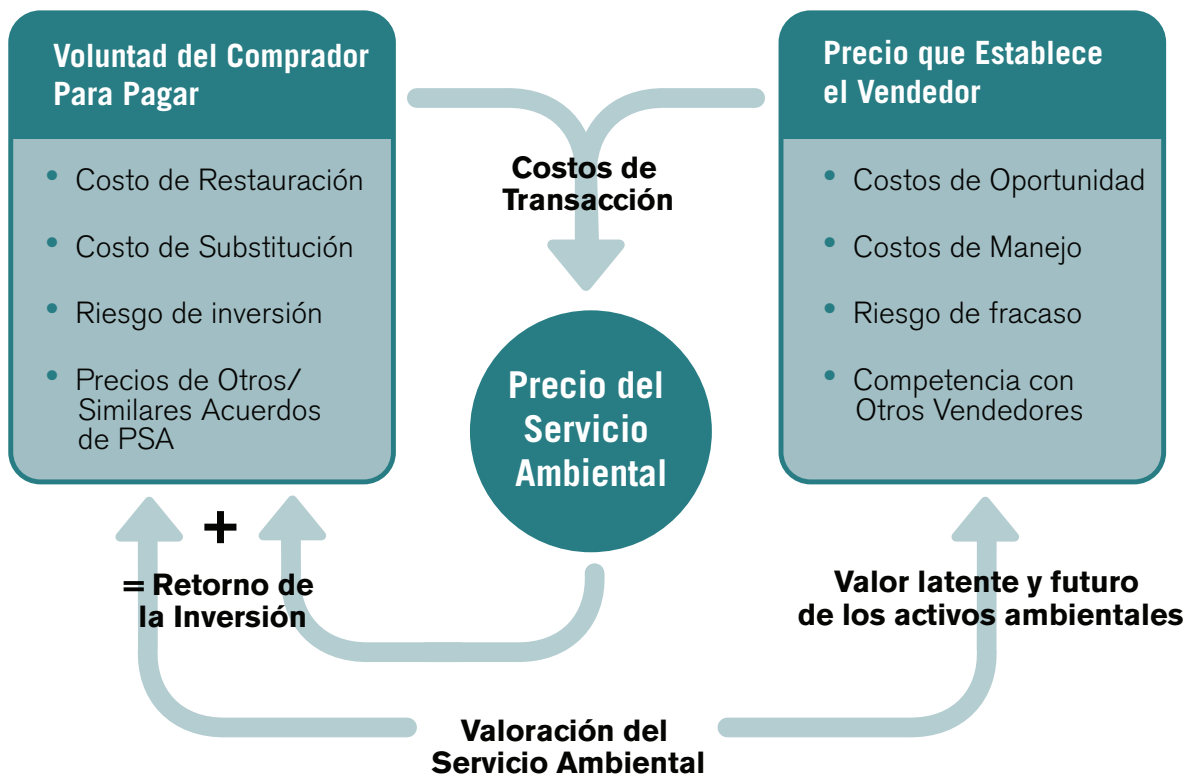 Voluntad del Comprador
Para Pagar
• Costo de Restauración
• Costo de Substitución
• Riesgo de inversión
• Precios de Otros/
Similares Acuerdos
de PSA
Costos de
Transacción
Precio que Establece
el Vendedor
• Costos de Oportunidad
• Costos de Manejo
• Riesgo de fracaso
• Competencia con
Otros Vendedores
Precio del
Servicio
Ambiental
+
= Retorno de
la Inversión
Valor latente y futuro
de los activos ambientales
Valoración del
Servicio Ambiental